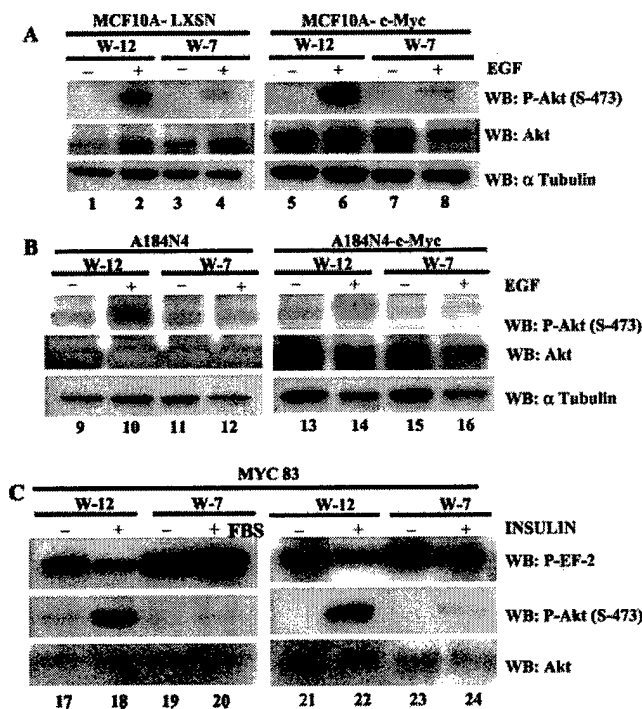 A
MCF10A- LXSN MCF10A- c-Myc
W-12 W-7 W-12 W-7
– + – + – + – + EGF
WB: P-Akt (S-473)
WB: Akt
WB: α Tubulin
1 2 3 4 5 6 7 8
B
A184N4 A184N4-c-Myc
W-12 W-7 W-12 W-7
– + – + – + – + EGF
WB: P-Akt (S-473)
WB: Akt
WB: α Tubulin
9 10 11 12 13 14 15 16
C
MYC 83
W-12 W-7 W-12 W-7
– + – + FBS – + – + INSULIN
WB: P-EF-2
WB: P-Akt (S-473)
WB: Akt
17 18 19 20 21 22 23 24